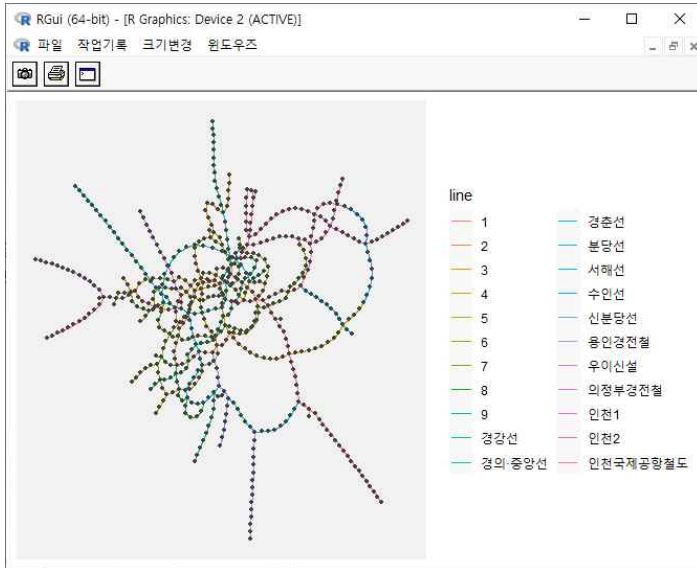 RGui (64-bit) - [R Graphics: Device 2 (ACTIVE)]
파일 작업기록 크기변경 윈도우즈
line
1
2
3
4
5
6
7
8
9
경강선
경의·중앙선
경춘선
분당선
서해선
수인선
신분당선
용인경전철
우이신설
의정부경전철
인천1
인천2
인천국제공항철도